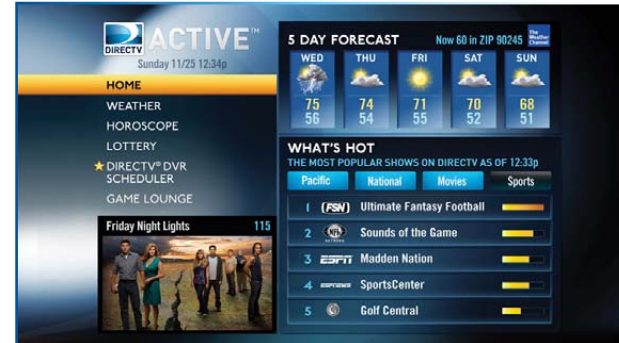 DIRECTV
ACTIVE™
Sunday 11/25 12:34p
HOME
WEATHER
HOROSCOPE
LOTTERY
DIRECTV® DVR
SCHEDULER
GAME LOUNGE
Friday Night Lights 115
5 DAY FORECAST Now 60 in ZIP 90245 The Weather Channel
WED THU FRI SAT SUN
75 74 71 70 68
56 54 55 52 51
WHAT'S HOT
THE MOST POPULAR SHOWS ON DIRECTV AS OF 12:33p
Pacific National Movies Sports
1 FSN Ultimate Fantasy Football
2 NFL NETWORK Sounds of the Game
3 ESPN Madden Nation
4 ESPNEWS SportsCenter
5 Golf Central